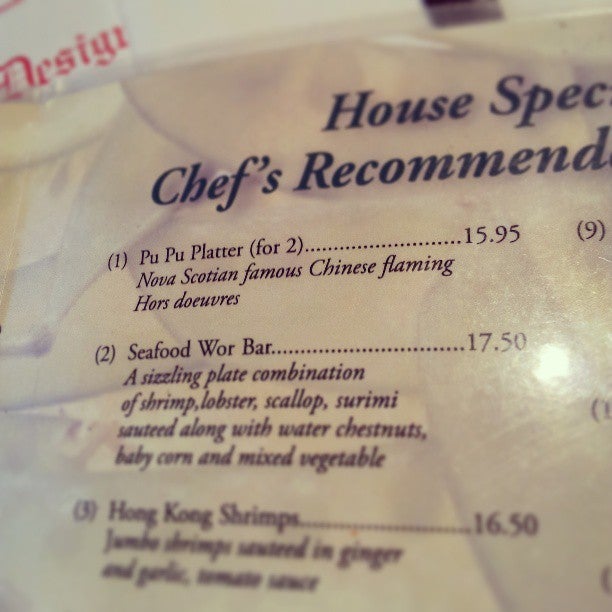 Design
House Spec
Chef's Recommend
(1) Pu Pu Platter (for 2)..........................15.95
Nova Scotian famous Chinese flaming
Hors doeuvres
(2) Seafood Wor Bar................................17.50
A sizzling plate combination
of shrimp,lobster, scallop, surimi
sauteed along with water chestnuts,
baby corn and mixed vegetable
(3) Hong Kong Shrimps............................16.50
Jumbo shrimps sauteed in ginger
and garlic, tomato sauce
(9)